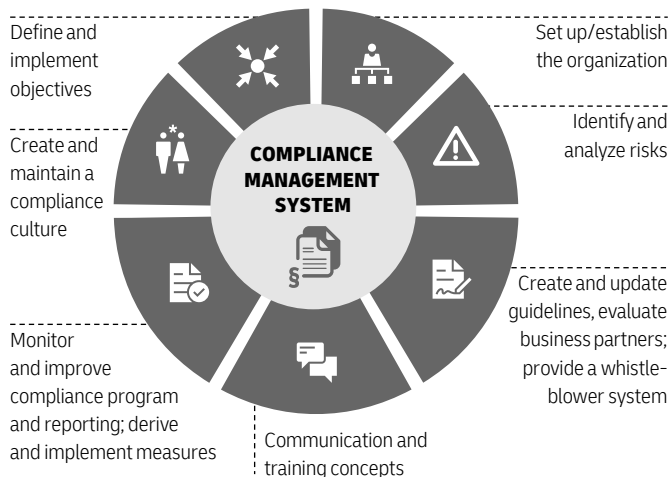 Define and
implement
objectives
Set up/establish
the organization
Create and
maintain a
compliance
culture
Identify and
analyze risks
COMPLIANCE
MANAGEMENT
SYSTEM
§
*
Create and update
guidelines, evaluate
business partners;
provide a whistle-
blower system
Monitor
and improve
compliance program
and reporting; derive
and implement measures
Communication and
training concepts